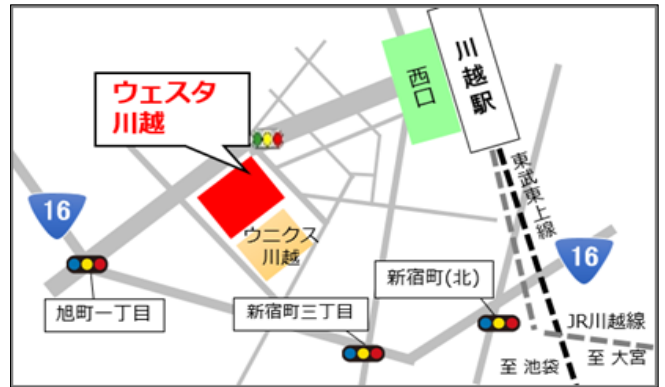 川越駅
西口
ウェスタ
川越
16
東武東上線
ウニクス
川越
16
新宿町(北)
旭町一丁目
新宿町三丁目
JR川越線
至 池袋
至 大宮